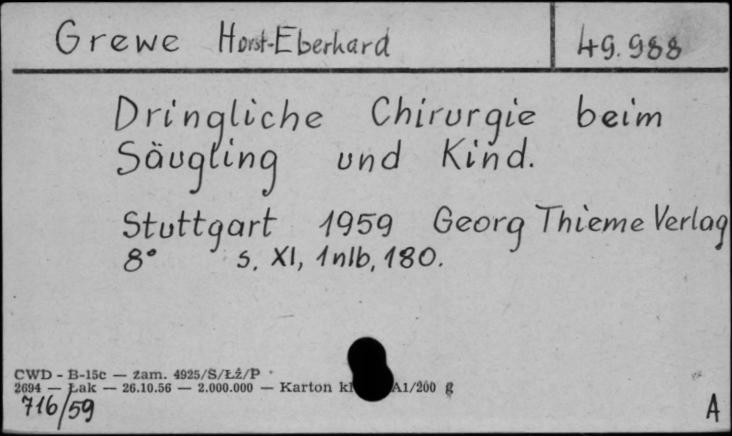 Grewe Horst-Eberhard 49.988
Dringliche Chirurgie beim
Säugling und Kind.
Stuttgart 1959 Georg Thieme Verlag
8° s. XI, 1nlb, 180.
CWD - B-15c — zam. 4925/S/ŁŻ/P
2694 — Łak — 26.10.56 — 2.000.000 — Karton kl A1/200 g
716/59
A